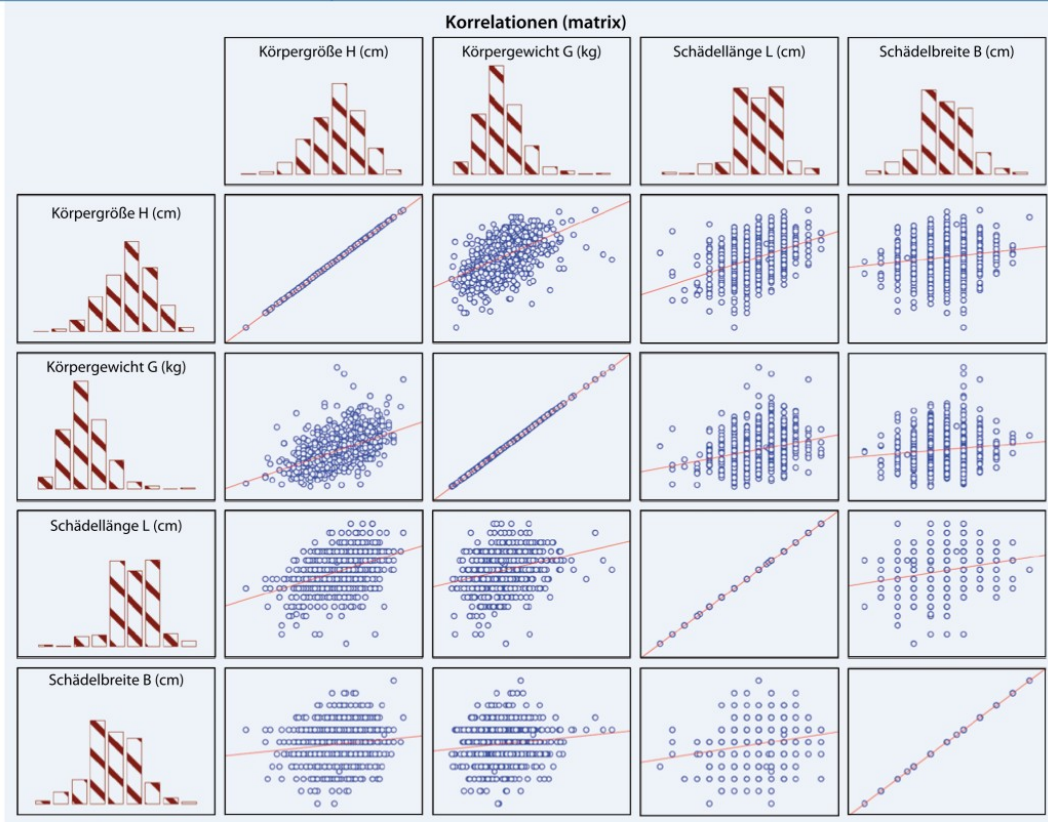 Korrelationen (matrix)
Körpergröße H (cm)
Körpergewicht G (kg)
Schädellänge L (cm)
Schädelbreite B (cm)
Körpergröße H (cm)
Körpergewicht G (kg)
Schädellänge L (cm)
Schädelbreite B (cm)